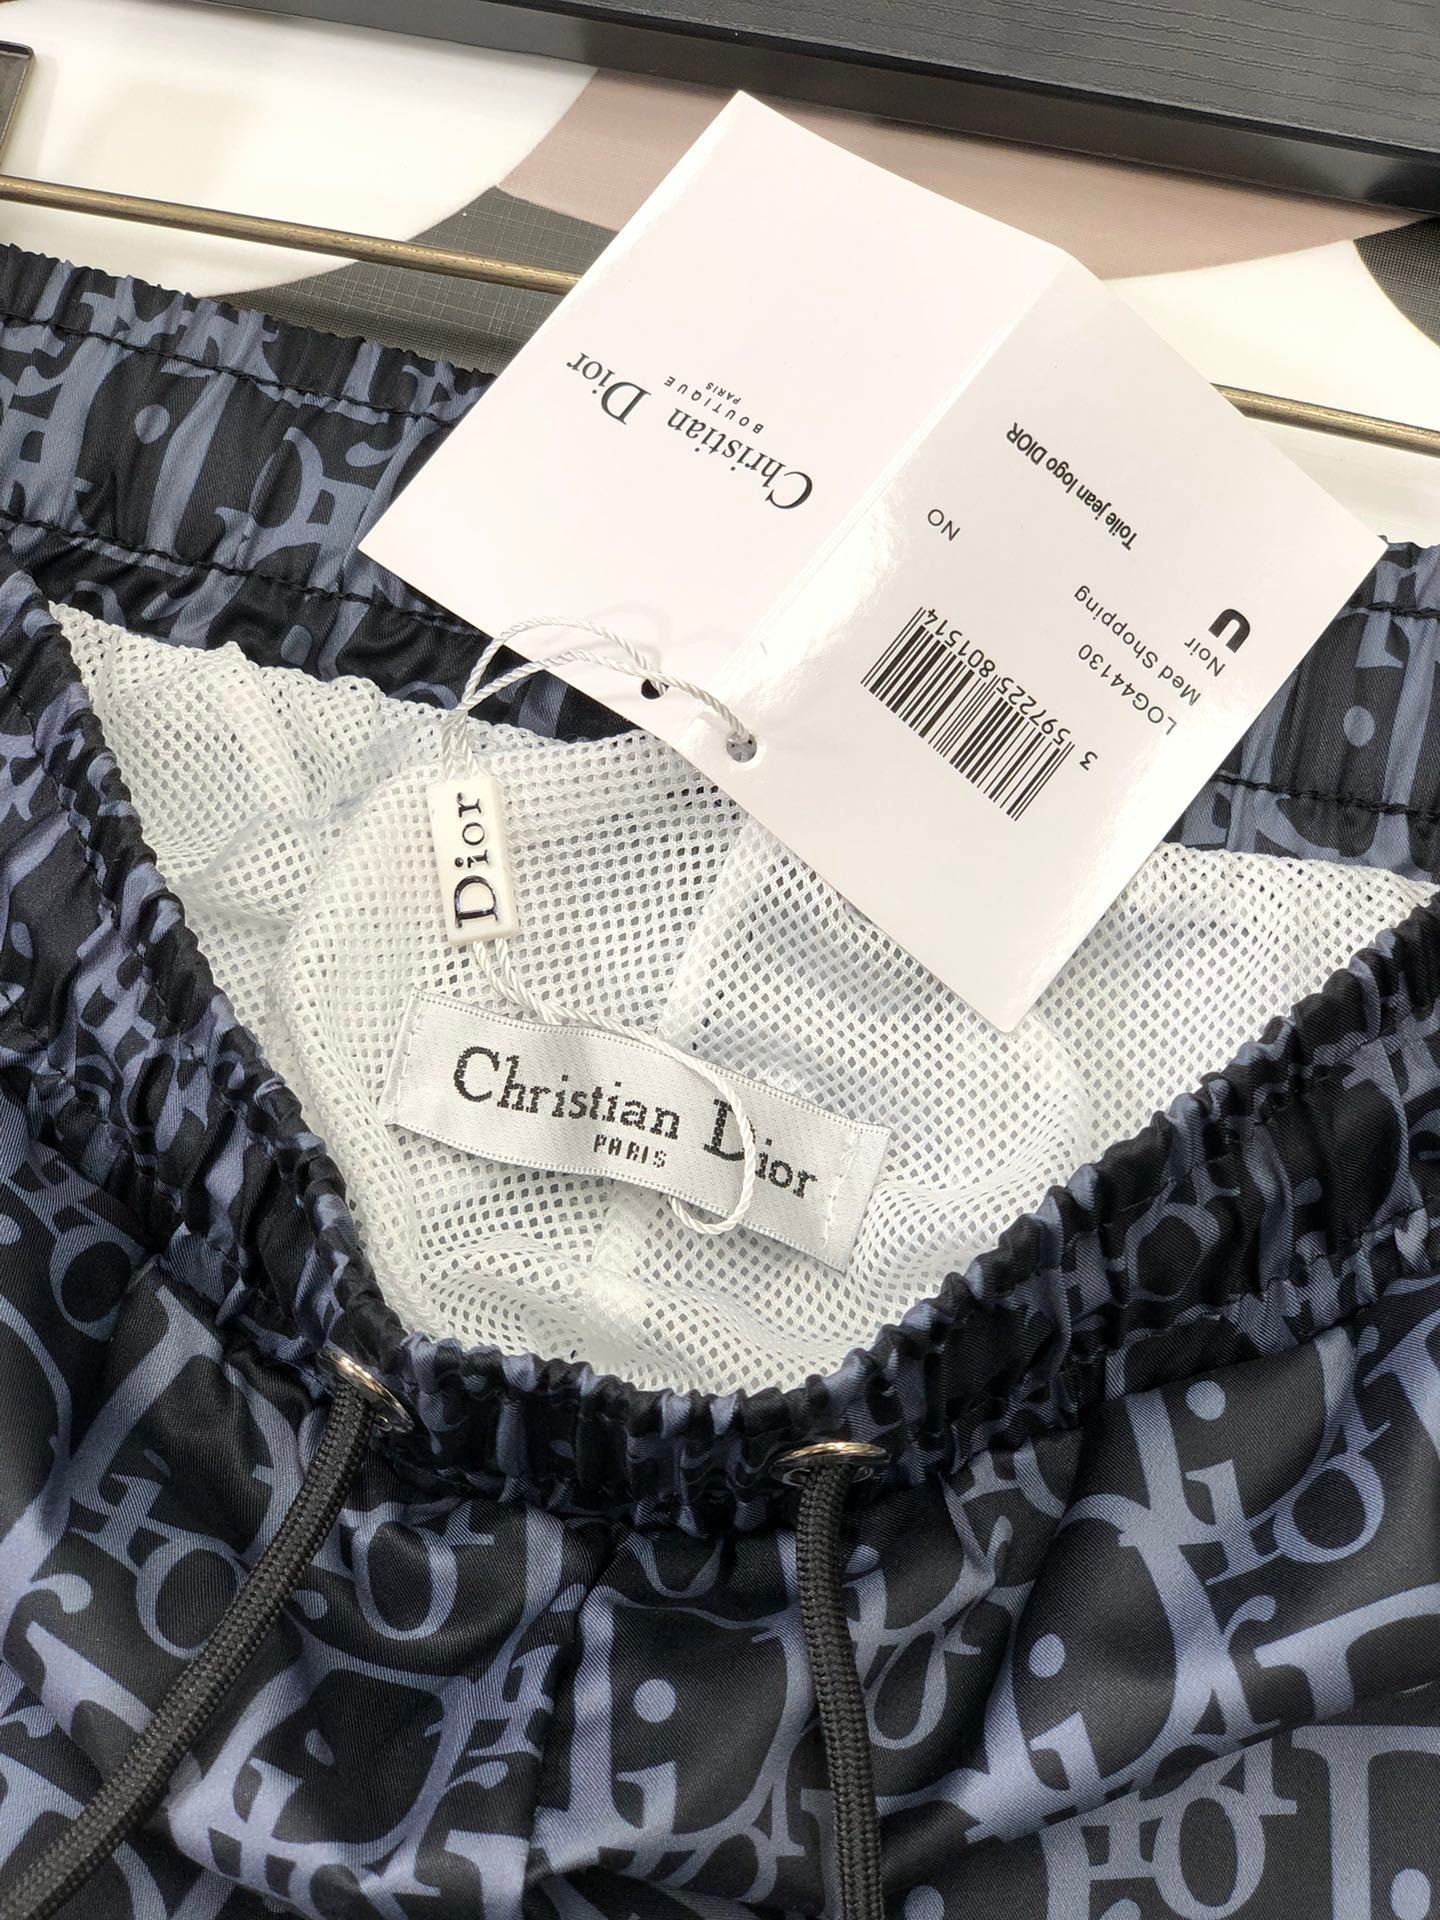 Christian Dior
BOUTIQUE
PARIS
Toile jean logo DIOR
NO
U
Noir
Med Shopping
LOG44130
3 597225 801514
Dior
Christian Dior
PARIS